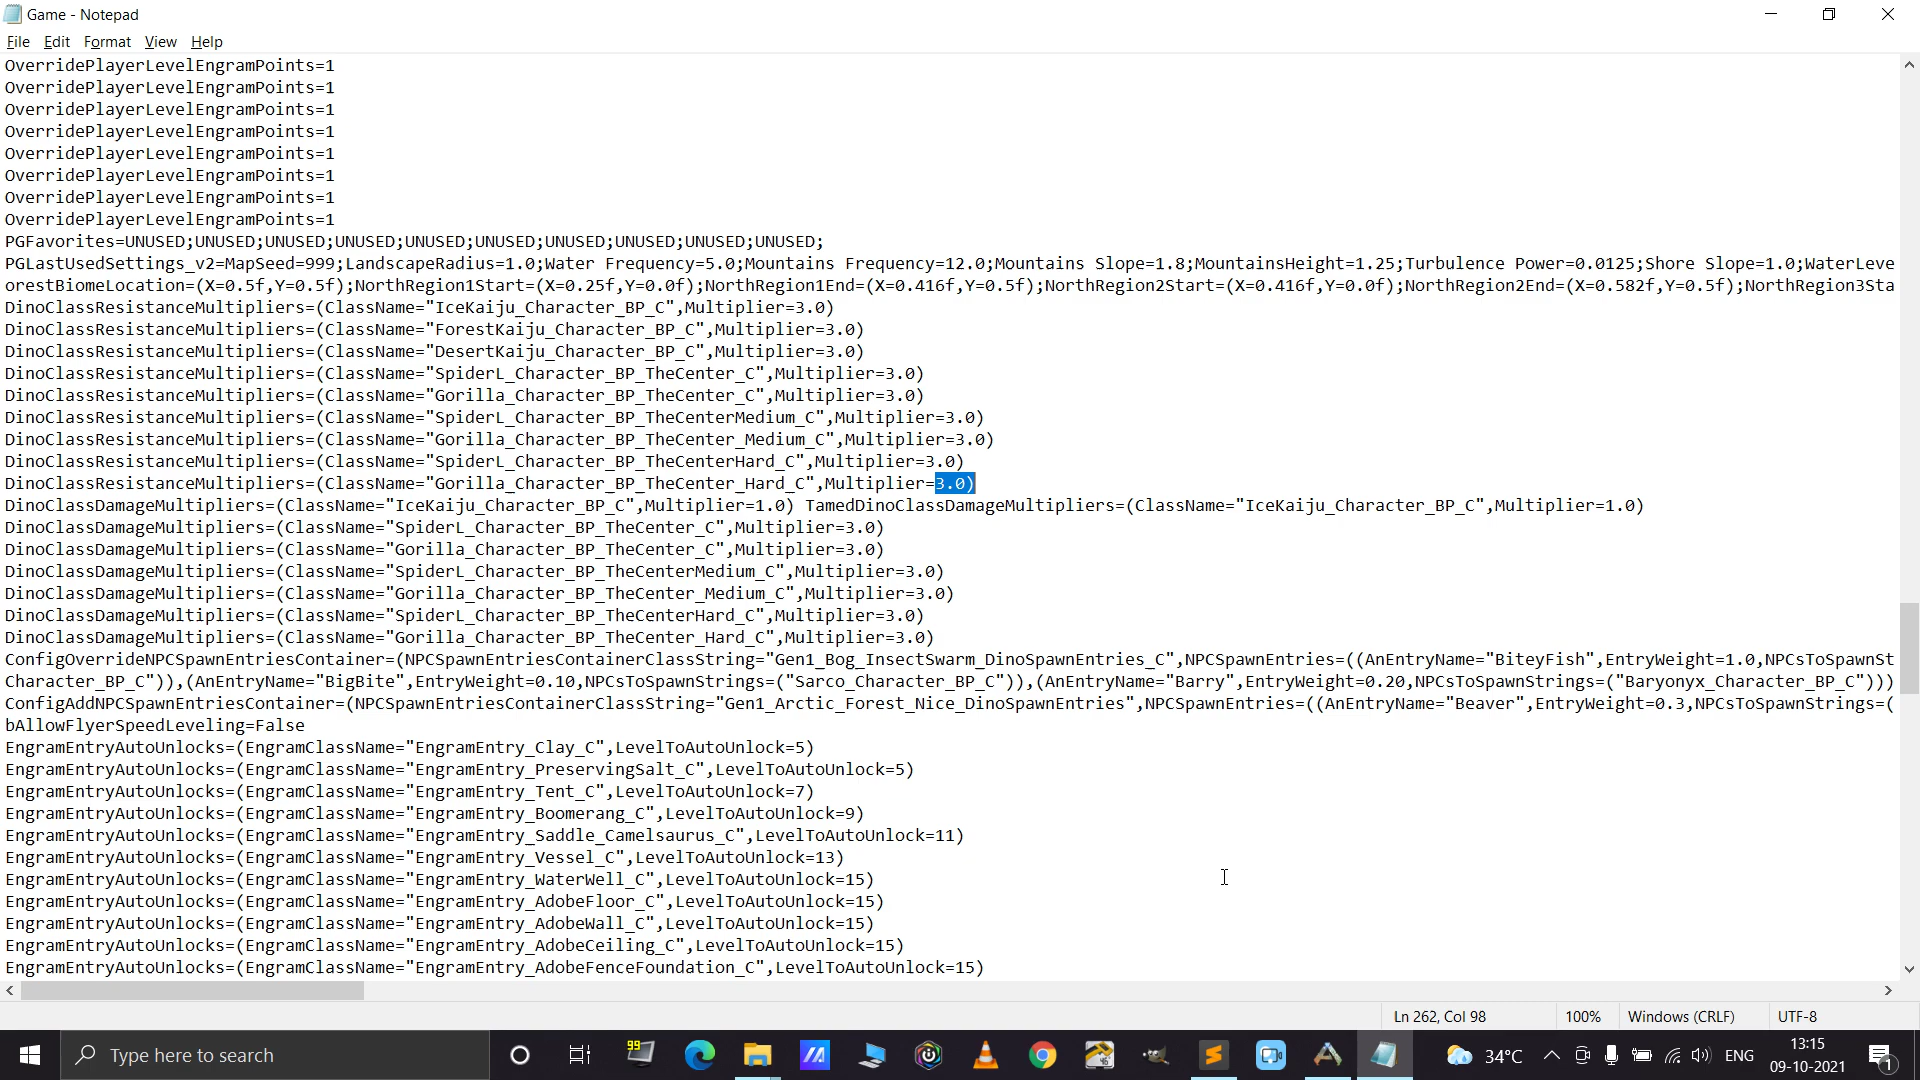 Game - Notepad
File Edit Format View Help
OverridePlayerLevelEngramPoints=1
OverridePlayerLevelEngramPoints=1
OverridePlayerLevelEngramPoints=1
OverridePlayerLevelEngramPoints=1
OverridePlayerLevelEngramPoints=1
OverridePlayerLevelEngramPoints=1
OverridePlayerLevelEngramPoints=1
OverridePlayerLevelEngramPoints=1
PGFavorites=UNUSED;UNUSED;UNUSED;UNUSED;UNUSED;UNUSED;UNUSED;UNUSED;UNUSED;UNUSED;
PGLastUsedSettings_v2=MapSeed=999;LandscapeRadius=1.0;Water Frequency=5.0;Mountains Frequency=12.0;Mountains Slope=1.8;MountainsHeight=1.25;Turbulence Power=0.0125;Shore Slope=1.0;WaterLeve
orestBiomeLocation=(X=0.5f,Y=0.5f);NorthRegion1Start=(X=0.25f,Y=0.0f);NorthRegion1End=(X=0.416f,Y=0.5f);NorthRegion2Start=(X=0.416f,Y=0.0f);NorthRegion2End=(X=0.582f,Y=0.5f);NorthRegion3Sta
DinoClassResistanceMultipliers=(ClassName="IceKaiju_Character_BP_C",Multiplier=3.0)
DinoClassResistanceMultipliers=(ClassName="ForestKaiju_Character_BP_C",Multiplier=3.0)
DinoClassResistanceMultipliers=(ClassName="DesertKaiju_Character_BP_C",Multiplier=3.0)
DinoClassResistanceMultipliers=(ClassName="SpiderL_Character_BP_TheCenter_C",Multiplier=3.0)
DinoClassResistanceMultipliers=(ClassName="Gorilla_Character_BP_TheCenter_C",Multiplier=3.0)
DinoClassResistanceMultipliers=(ClassName="SpiderL_Character_BP_TheCenterMedium_C",Multiplier=3.0)
DinoClassResistanceMultipliers=(ClassName="Gorilla_Character_BP_TheCenter_Medium_C",Multiplier=3.0)
DinoClassResistanceMultipliers=(ClassName="SpiderL_Character_BP_TheCenterHard_C",Multiplier=3.0)
DinoClassResistanceMultipliers=(ClassName="Gorilla_Character_BP_TheCenter_Hard_C",Multiplier=3.0)
DinoClassDamageMultipliers=(ClassName="IceKaiju_Character_BP_C",Multiplier=1.0) TamedDinoClassDamageMultipliers=(ClassName="IceKaiju_Character_BP_C",Multiplier=1.0)
DinoClassDamageMultipliers=(ClassName="SpiderL_Character_BP_TheCenter_C",Multiplier=3.0)
DinoClassDamageMultipliers=(ClassName="Gorilla_Character_BP_TheCenter_C",Multiplier=3.0)
DinoClassDamageMultipliers=(ClassName="SpiderL_Character_BP_TheCenterMedium_C",Multiplier=3.0)
DinoClassDamageMultipliers=(ClassName="Gorilla_Character_BP_TheCenter_Medium_C",Multiplier=3.0)
DinoClassDamageMultipliers=(ClassName="SpiderL_Character_BP_TheCenterHard_C",Multiplier=3.0)
DinoClassDamageMultipliers=(ClassName="Gorilla_Character_BP_TheCenter_Hard_C",Multiplier=3.0)
ConfigOverrideNPCSpawnEntriesContainer=(NPCSpawnEntriesContainerClassString="Gen1_Bog_InsectSwarm_DinoSpawnEntries_C",NPCSpawnEntries=((AnEntryName="BiteyFish",EntryWeight=1.0,NPCsToSpawnSt
Character_BP_C")),(AnEntryName="BigBite",EntryWeight=0.10,NPCsToSpawnStrings=("Sarco_Character_BP_C")),(AnEntryName="Barry",EntryWeight=0.20,NPCsToSpawnStrings=("Baryonyx_Character_BP_C")))
ConfigAddNPCSpawnEntriesContainer=(NPCSpawnEntriesContainerClassString="Gen1_Arctic_Forest_Nice_DinoSpawnEntries",NPCSpawnEntries=((AnEntryName="Beaver",EntryWeight=0.3,NPCsToSpawnStrings=(
bAllowFlyerSpeedLeveling=False
EngramEntryAutoUnlocks=(EngramClassName="EngramEntry_Clay_C",LevelToAutoUnlock=5)
EngramEntryAutoUnlocks=(EngramClassName="EngramEntry_PreservingSalt_C",LevelToAutoUnlock=5)
EngramEntryAutoUnlocks=(EngramClassName="EngramEntry_Tent_C",LevelToAutoUnlock=7)
EngramEntryAutoUnlocks=(EngramClassName="EngramEntry_Boomerang_C",LevelToAutoUnlock=9)
EngramEntryAutoUnlocks=(EngramClassName="EngramEntry_Saddle_Camelsaurus_C",LevelToAutoUnlock=11)
EngramEntryAutoUnlocks=(EngramClassName="EngramEntry_Vessel_C",LevelToAutoUnlock=13)
EngramEntryAutoUnlocks=(EngramClassName="EngramEntry_WaterWell_C",LevelToAutoUnlock=15)
EngramEntryAutoUnlocks=(EngramClassName="EngramEntry_AdobeFloor_C",LevelToAutoUnlock=15)
EngramEntryAutoUnlocks=(EngramClassName="EngramEntry_AdobeWall_C",LevelToAutoUnlock=15)
EngramEntryAutoUnlocks=(EngramClassName="EngramEntry_AdobeCeiling_C",LevelToAutoUnlock=15)
EngramEntryAutoUnlocks=(EngramClassName="EngramEntry_AdobeFenceFoundation_C",LevelToAutoUnlock=15)
Ln 262, Col 98 100% Windows (CRLF) UTF-8
Type here to search 99 34°C ENG 13:15
09-10-2021 1